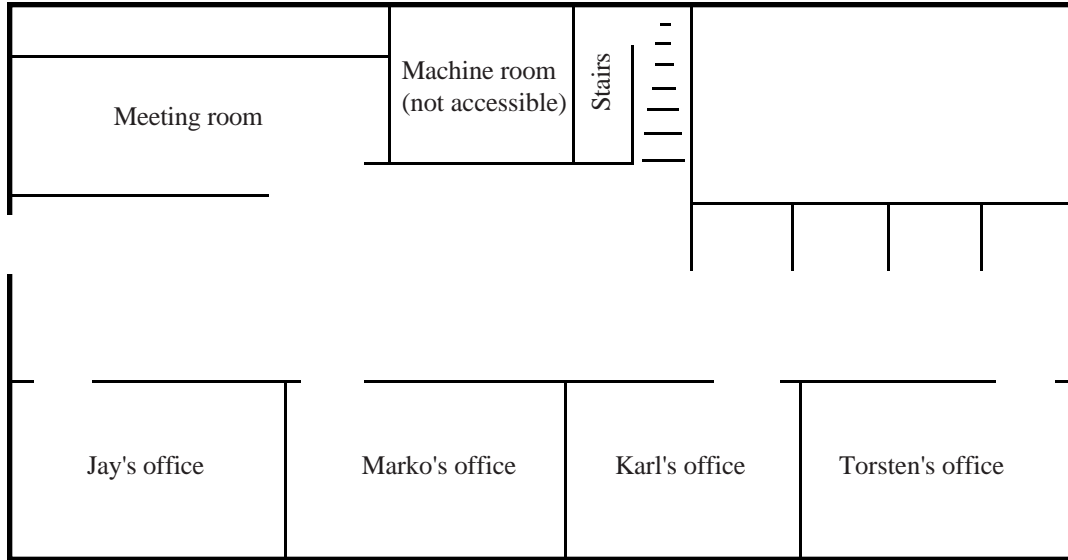 Machine room
(not accessible)
Stairs
Meeting room
Jay's office
Marko's office
Karl's office
Torsten's office